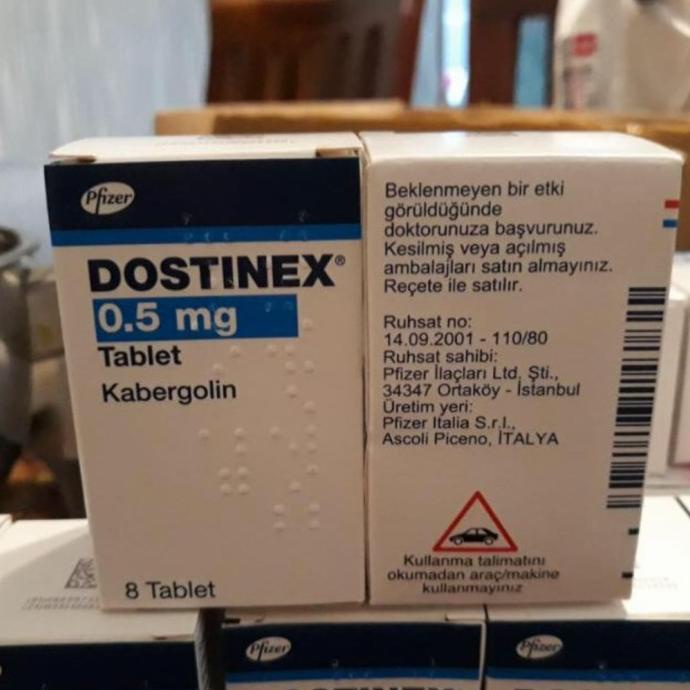 Pfizer
DOSTINEX®
0.5 mg
Tablet
Kabergolin
8 Tablet
Beklenmeyen bir etki
görüldüğünde
doktorunuza başvurunuz.
Kesilmiş veya açılmış
ambalajları satın almayınız.
Reçete ile satılır.
Ruhsat no:
14.09.2001 - 110/80
Ruhsat sahibi:
Pfizer İlaçları Ltd. Şti.,
34347 Ortaköy - İstanbul
Üretim yeri:
Pfizer Italia S.r.l.,
Ascoli Piceno, İTALYA
Kullanma talimatını
okumadan araç/makine
kullanmayınız
Pfizer
Pfizer
DOSTINEX